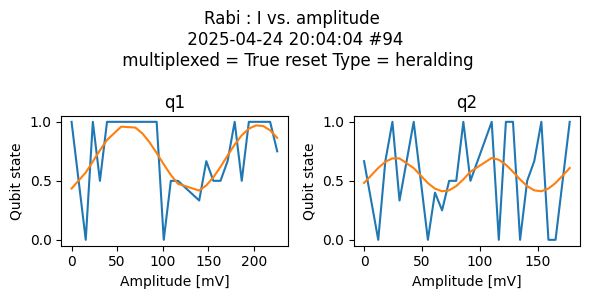 Rabi : I vs. amplitude
2025-04-24 20:04:04 #94
multiplexed = True reset Type = heralding
q1
q2
Qubit state
1.0
0.5
0.0
0
50
100
150
200
Amplitude [mV]
Qubit state
1.0
0.5
0.0
0
50
100
150
Amplitude [mV]